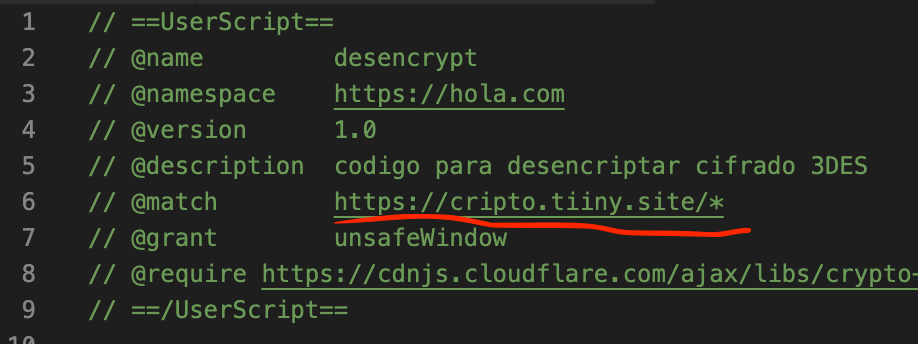 1 // ==UserScript==
2 // @name desencrypt
3 // @namespace https://hola.com
4 // @version 1.0
5 // @description codigo para desencriptar cifrado 3DES
6 // @match https://cripto.tiiny.site/*
7 // @grant unsafeWindow
8 // @require https://cdnjs.cloudflare.com/ajax/libs/crypto-
9 // ==/UserScript==
10